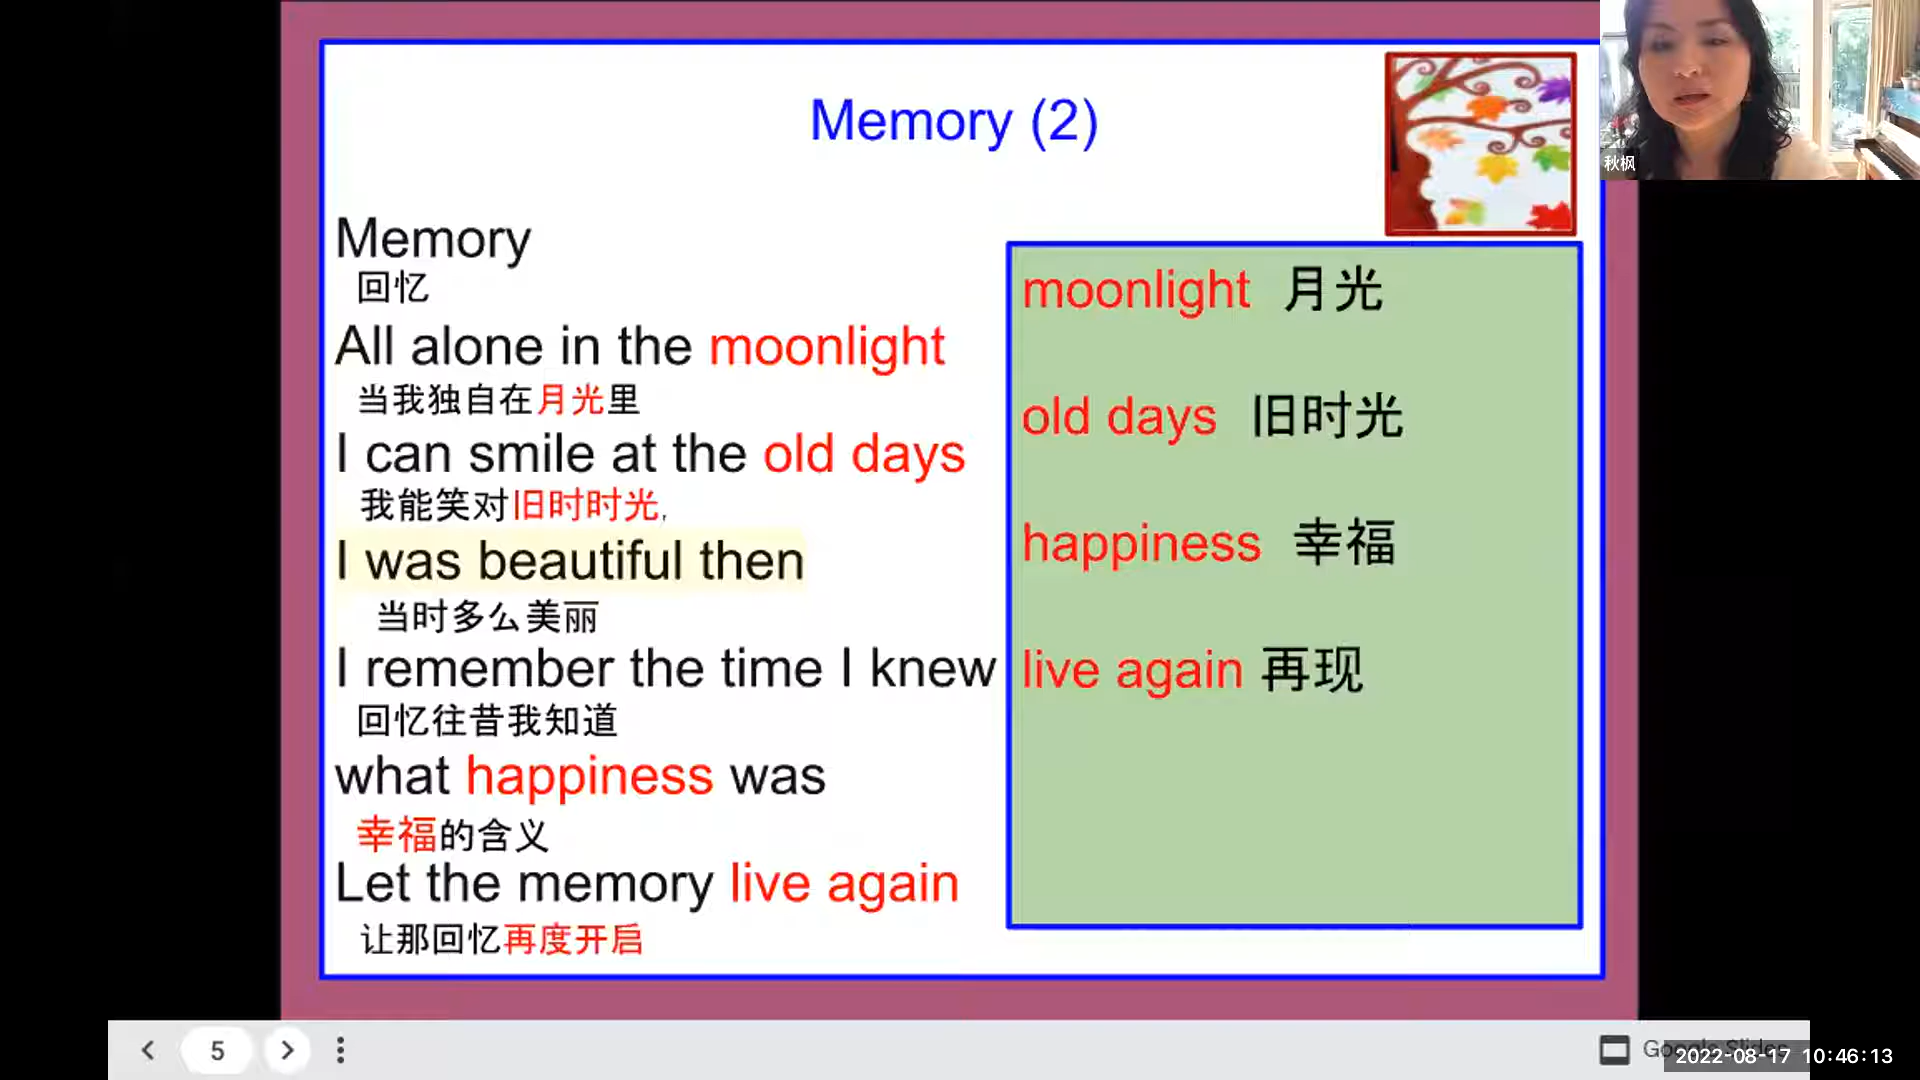 Memory (2)
Memory
回忆
All alone in the moonlight
当我独自在月光里
I can smile at the old days
我能笑对旧时时光,
I was beautiful then
当时多么美丽
I remember the time I knew
回忆往昔我知道
what happiness was
幸福的含义
Let the memory live again
让那回忆再度开启
moonlight 月光
old days 旧时光
happiness 幸福
live again 再现
秋枫
5
Google Slides
2022-08-17 10:46:13